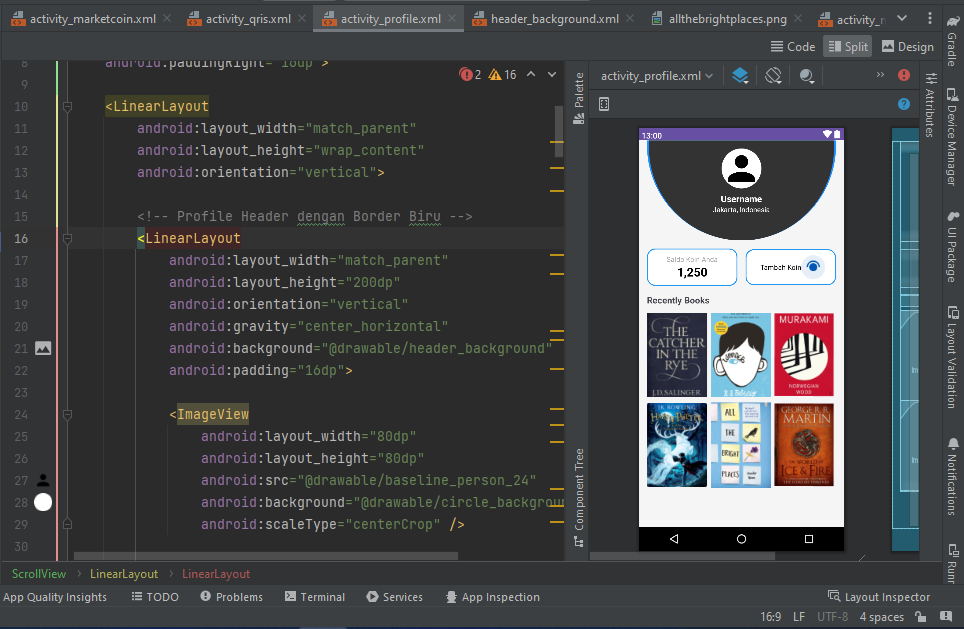 activity_marketcoin.xml
activity_qris.xml
activity_profile.xml
header_background.xml
allthebrightplaces.png
Code
Split
Design
8
android:paddingRight="16dp">
2
16
9
10
<LinearLayout
11
android:layout_width="match_parent"
12
android:layout_height="wrap_content"
13
android:orientation="vertical">
14
15
<!-- Profile Header dengan Border Biru -->
16
<LinearLayout
17
android:layout_width="match_parent"
18
android:layout_height="200dp"
19
android:orientation="vertical"
20
android:gravity="center_horizontal"
21
android:background="@drawable/header_background"
22
android:padding="16dp">
23
24
<ImageView
25
android:layout_width="80dp"
26
android:layout_height="80dp"
27
android:src="@drawable/baseline_person_24"
28
android:background="@drawable/circle_backgrou
29
android:scaleType="centerCrop" />
30
Palette
Component Tree
activity_profile.xml
13:00
Username
Jakarta, Indonesia
Saldo Koin Anda
1,250
Tambah Koin
Recently Books
THE
CATCHER
IN THE
RYE
J.D. SALINGER
wonder
R.J. PALACIO
MURAKAMI
NORWEGIAN
WOOD
J.K. ROWLING
HARRY POTTER
ALL
THE
BRIGHT
PLACES
GEORGE R. R.
MARTIN
THE WORLD OF
ICE & FIRE
Gradle
Attributes
Device Manager
UI Package
Layout Validation
Notifications
ScrollView
LinearLayout
LinearLayout
App Quality Insights
TODO
Problems
Terminal
Services
App Inspection
Layout Inspector
16:9
LF
UTF-8
4 spaces